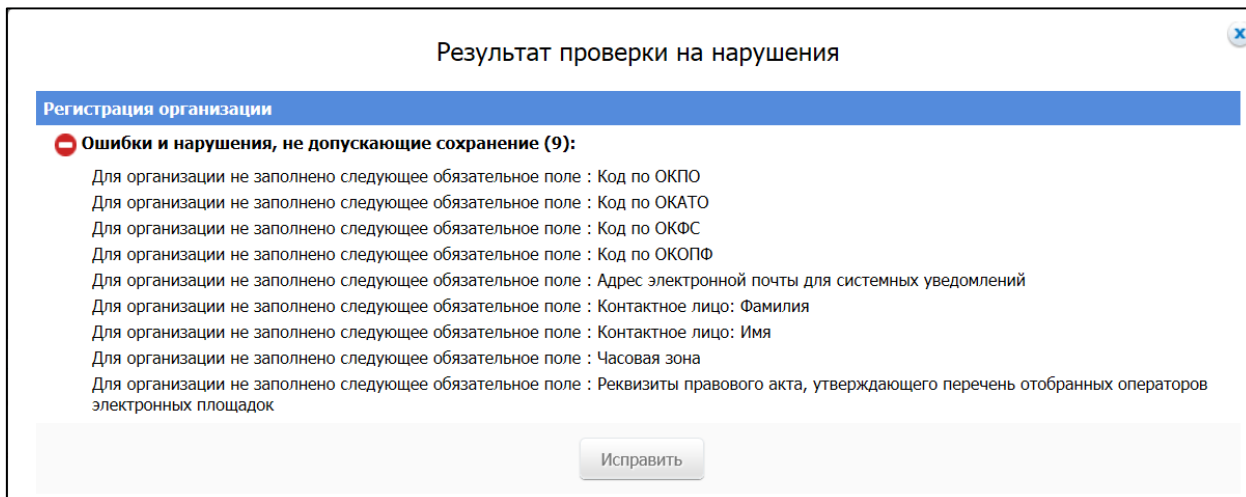 Результат проверки на нарушения
x
Регистрация организации
Ошибки и нарушения, не допускающие сохранение (9):
Для организации не заполнено следующее обязательное поле : Код по ОКПО
Для организации не заполнено следующее обязательное поле : Код по ОКАТО
Для организации не заполнено следующее обязательное поле : Код по ОКФС
Для организации не заполнено следующее обязательное поле : Код по ОКОПФ
Для организации не заполнено следующее обязательное поле : Адрес электронной почты для системных уведомлений
Для организации не заполнено следующее обязательное поле : Контактное лицо: Фамилия
Для организации не заполнено следующее обязательное поле : Контактное лицо: Имя
Для организации не заполнено следующее обязательное поле : Часовая зона
Для организации не заполнено следующее обязательное поле : Реквизиты правового акта, утверждающего перечень отобранных операторов
электронных площадок
Исправить